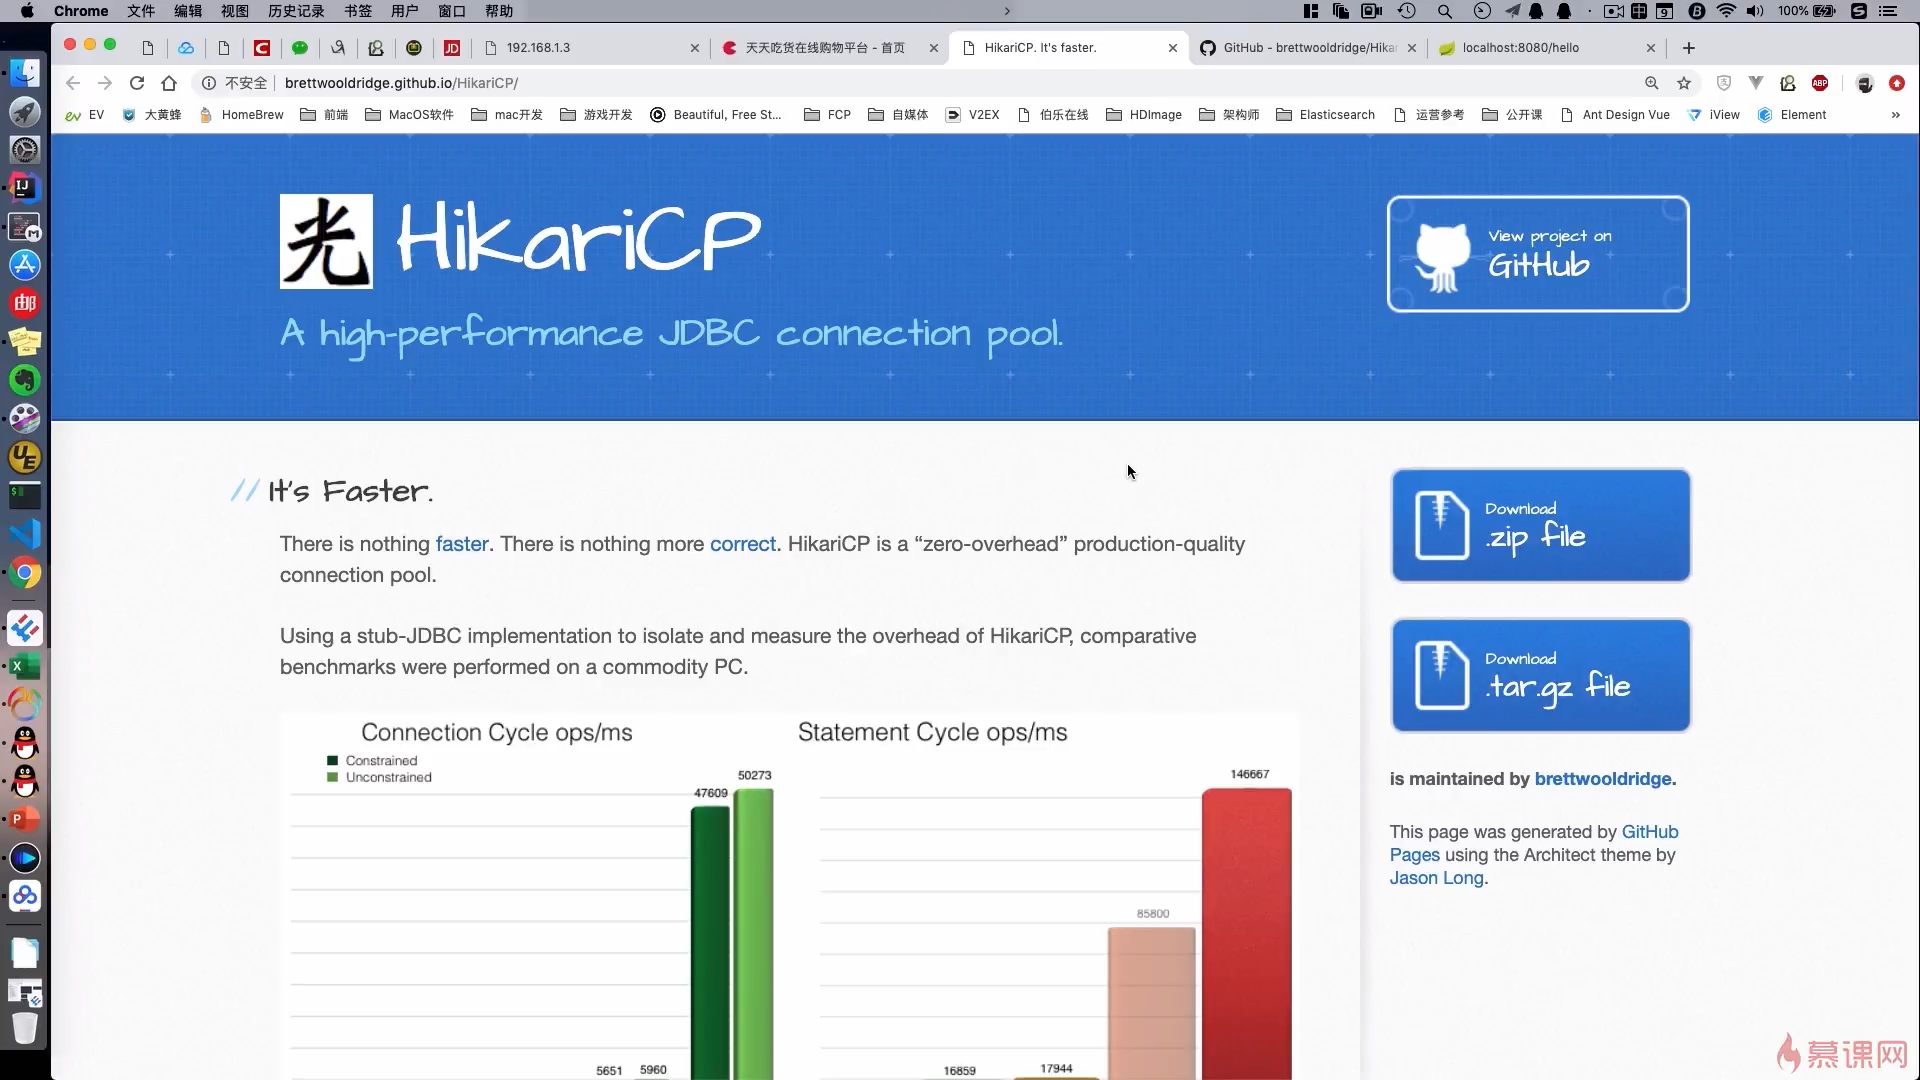 Chrome 文件 编辑 视图 历史记录 书签 用户 窗口 帮助
100%
192.168.1.3
天天吃货在线购物平台 - 首页
HikariCP. It's faster.
GitHub - brettwooldridge/Hika
localhost:8080/hello
不安全 brettwooldridge.github.io/HikariCP/
EV 大黄蜂 HomeBrew 前端 MacOS软件 mac开发 游戏开发 Beautiful, Free St... FCP 自媒体 V2EX 伯乐在线 HDImage 架构师 Elasticsearch 运营参考 公开课 Ant Design Vue iView Element »
光 HikariCP
View project on
GitHub
A high-performance JDBC connection pool.
// It's Faster.
There is nothing faster. There is nothing more correct. HikariCP is a “zero-overhead” production-quality
connection pool.
Using a stub-JDBC implementation to isolate and measure the overhead of HikariCP, comparative
benchmarks were performed on a commodity PC.
Connection Cycle ops/ms
Constrained
Unconstrained
47609
50273
5651
5960
Statement Cycle ops/ms
146667
85800
16859
17944
Download
.zip file
Download
.tar.gz file
is maintained by brettwooldridge.
This page was generated by GitHub
Pages using the Architect theme by
Jason Long.
慕课网